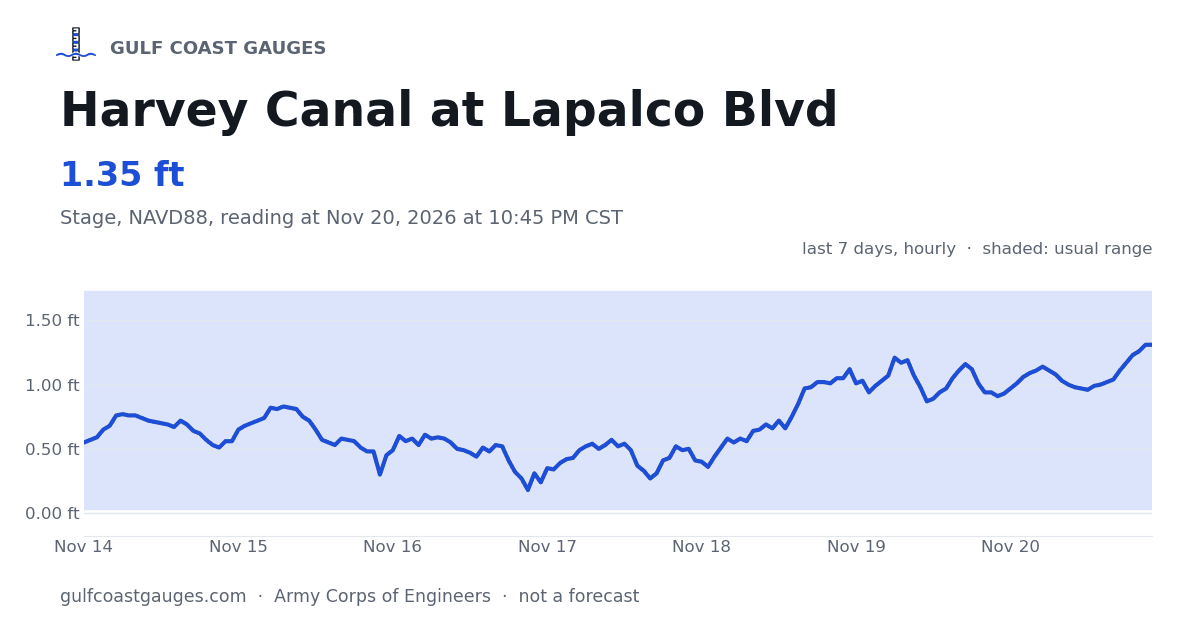 GULF COAST GAUGES
Harvey Canal at Lapalco Blvd
1.35 ft
Stage, NAVD88, reading at Nov 20, 2026 at 10:45 PM CST
last 7 days, hourly · shaded: usual range
1.50 ft
1.00 ft
0.50 ft
0.00 ft
Nov 14 Nov 15 Nov 16 Nov 17 Nov 18 Nov 19 Nov 20
gulfcoastgauges.com · Army Corps of Engineers · not a forecast